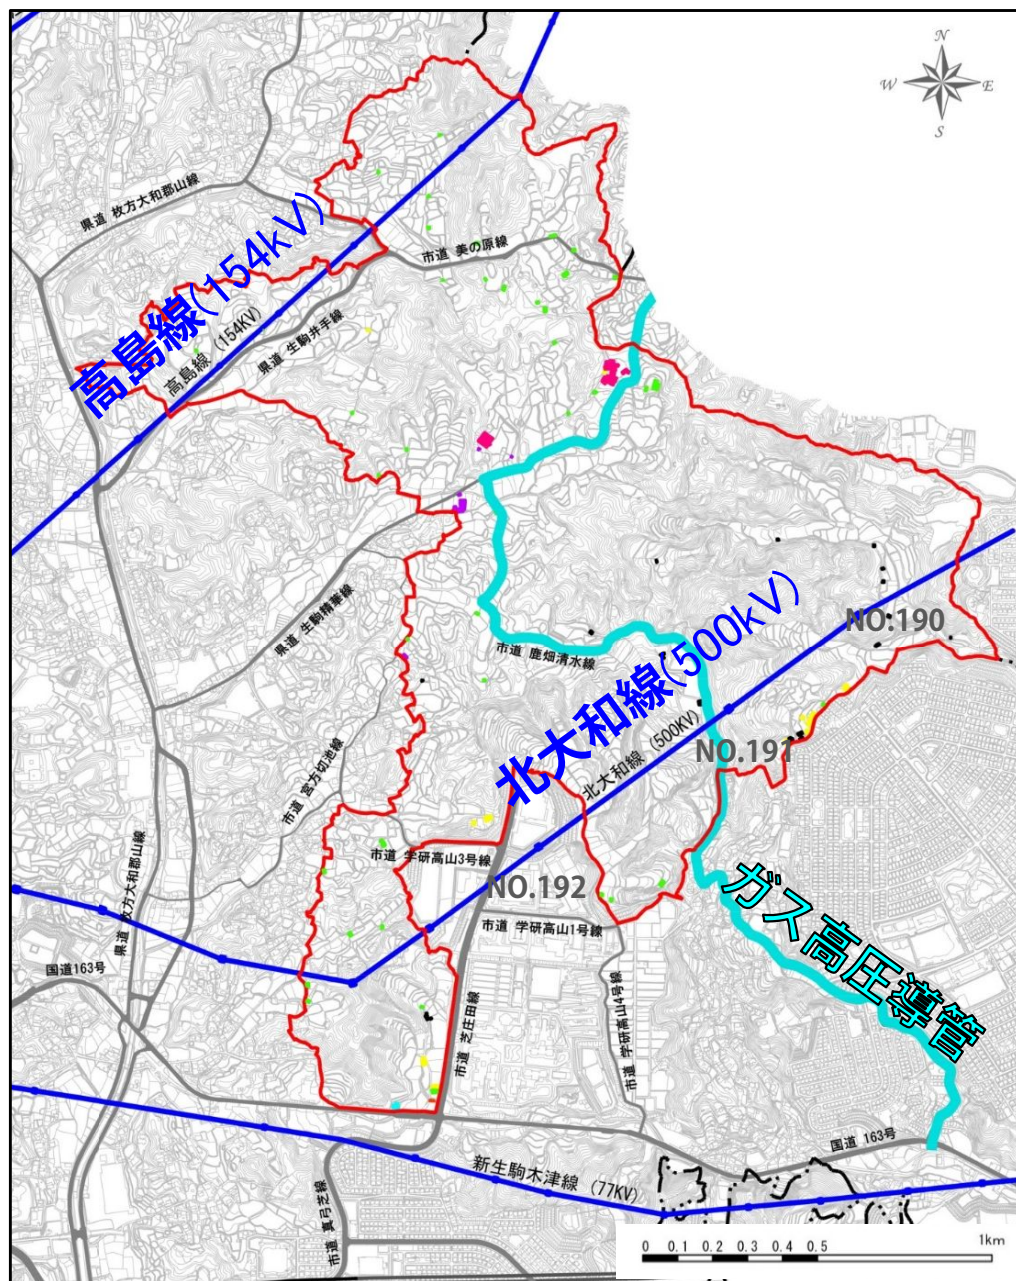 N
W E
S
県道 枚方大和郡山線
市道 美の原線
高島線(154kV)
高島線 (154KV)
県道 生駒井手線
県道 生駒精華線
市道 鹿畑清水線
NO.190
北大和線(500kV)
北大和線 (500KV)
NO.191
市道 宮方切池線
市道 学研高山3号線
県道 枚方大和郡山線
NO.192
ガス高圧導管
市道 学研高山1号線
国道163号
市道 芝庄田線
市道 学研高山4号線
国道 163号
新生駒木津線 (77KV)
市道 真弓芝線
0 0.1 0.2 0.3 0.4 0.5 1km